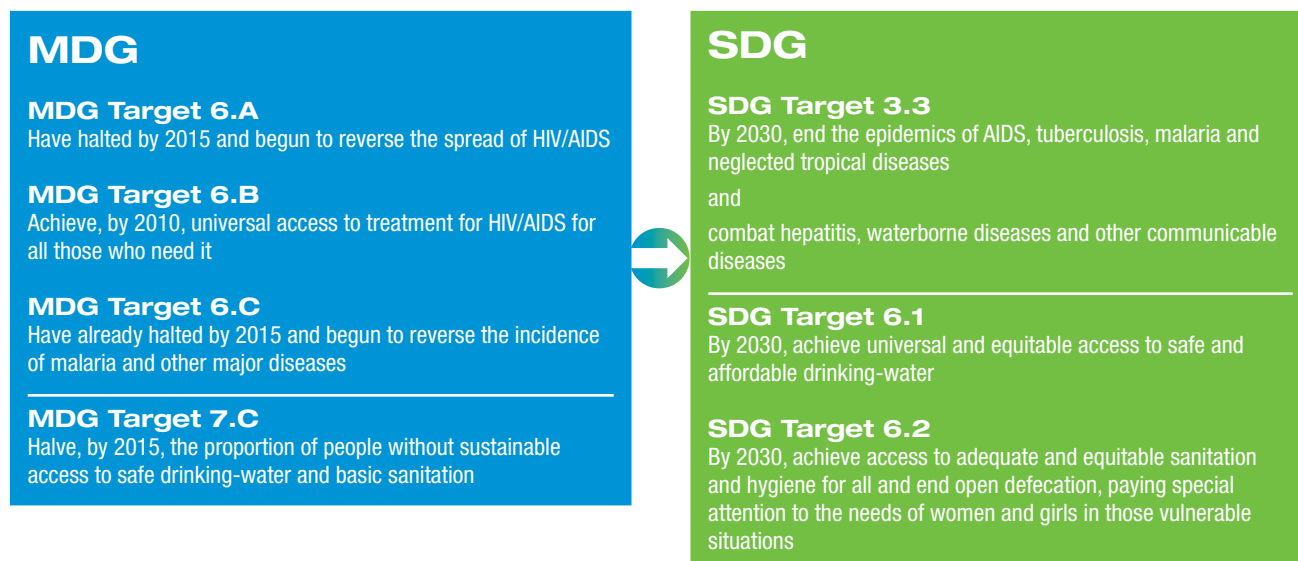 MDG
MDG Target 6.A
Have halted by 2015 and begun to reverse the spread of HIV/AIDS
MDG Target 6.B
Achieve, by 2010, universal access to treatment for HIV/AIDS for
all those who need it
MDG Target 6.C
Have already halted by 2015 and begun to reverse the incidence
of malaria and other major diseases
MDG Target 7.C
Halve, by 2015, the proportion of people without sustainable
access to safe drinking-water and basic sanitation
SDG
SDG Target 3.3
By 2030, end the epidemics of AIDS, tuberculosis, malaria and
neglected tropical diseases
and
combat hepatitis, waterborne diseases and other communicable
diseases
SDG Target 6.1
By 2030, achieve universal and equitable access to safe and
affordable drinking-water
SDG Target 6.2
By 2030, achieve access to adequate and equitable sanitation
and hygiene for all and end open defecation, paying special
attention to the needs of women and girls in those vulnerable
situations